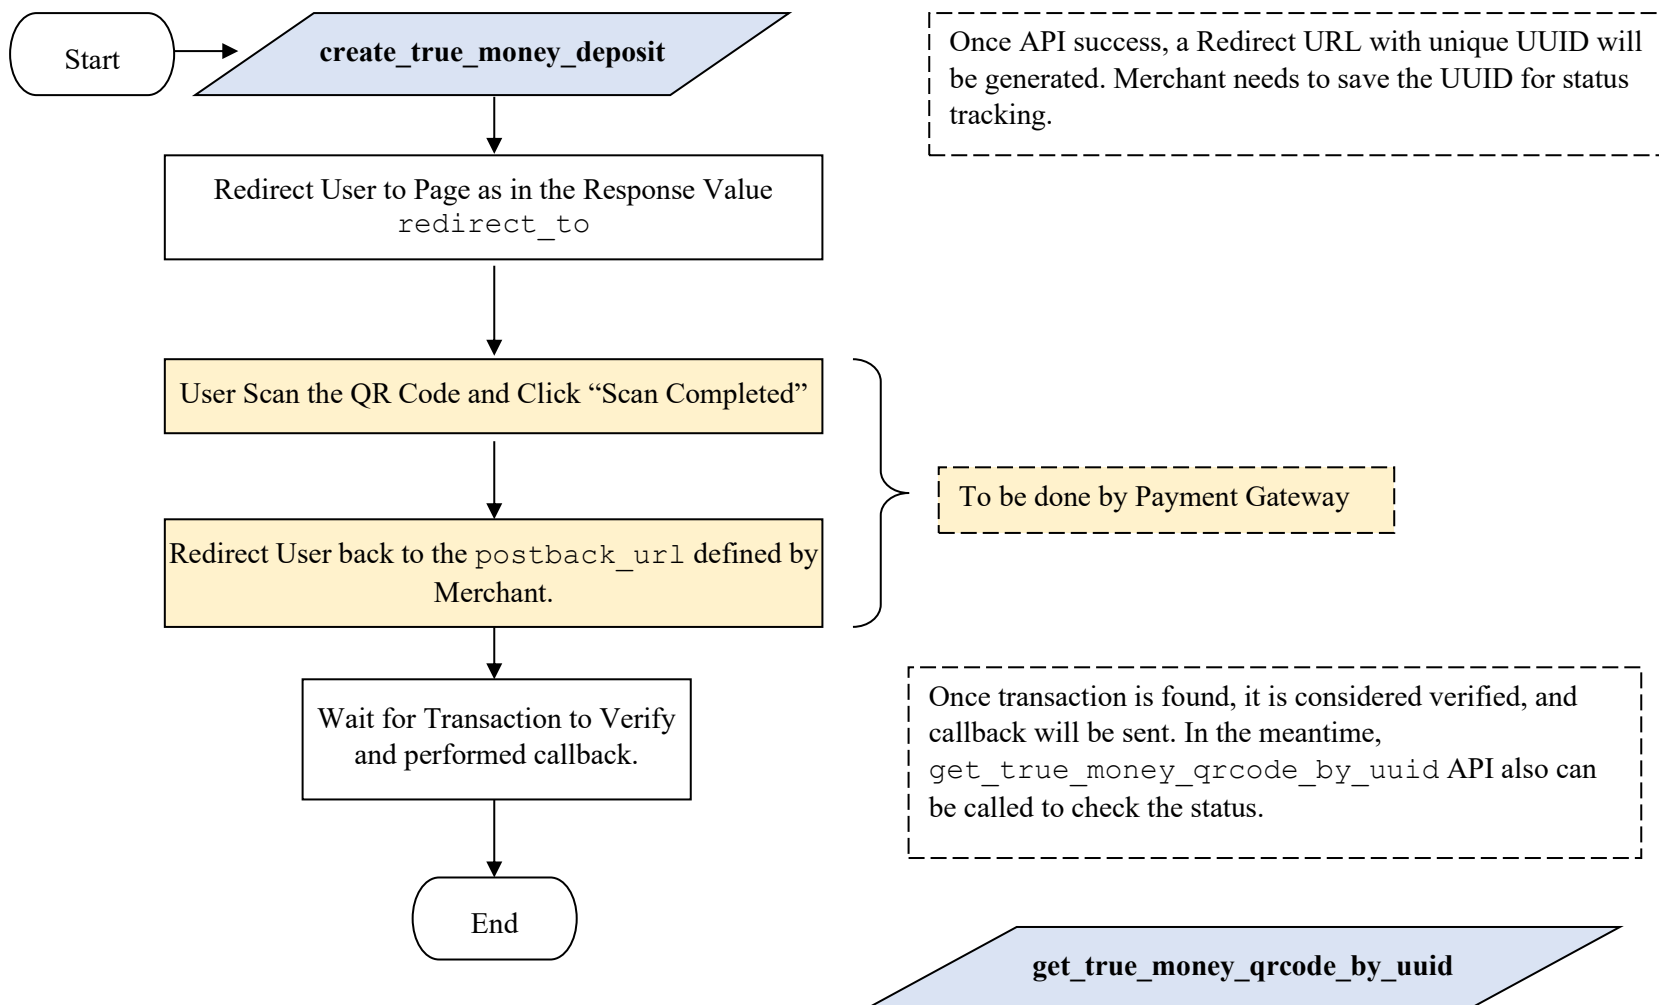 Start
create_true_money_deposit
Once API success, a Redirect URL with unique UUID will
be generated. Merchant needs to save the UUID for status
tracking.
Redirect User to Page as in the Response Value
redirect_to
User Scan the QR Code and Click “Scan Completed”
To be done by Payment Gateway
Redirect User back to the postback_url defined by
Merchant.
Wait for Transaction to Verify
and performed callback.
Once transaction is found, it is considered verified, and
callback will be sent. In the meantime,
get_true_money_qrcode_by_uuid API also can
be called to check the status.
End
get_true_money_qrcode_by_uuid